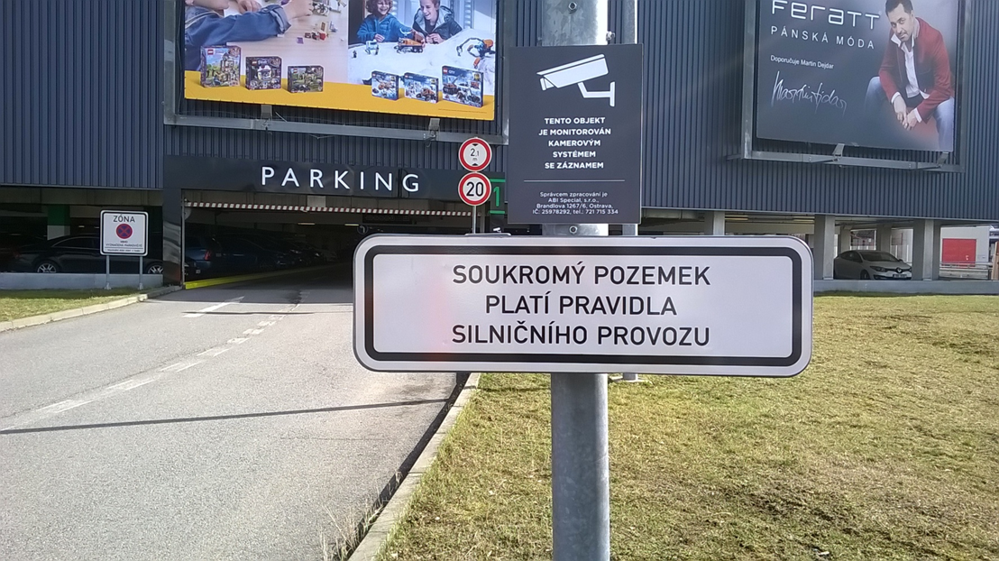 FERATT
PÁNSKÁ MÓDA
Doporučuje Martin Dejdar
PARKING
2,1
m
20
1
ZÓNA
TENTO OBJEKT
JE MONITOROVÁN
KAMEROVÝM
SYSTÉMEM
SE ZÁZNAMEM
Správcem zpracování je
ABI Special, s.r.o.,
Brandlova 1267/6, Ostrava,
IČ: 25978292, tel.: 721 715 334
SOUKROMÝ POZEMEK
PLATÍ PRAVIDLA
SILNIČNÍHO PROVOZU